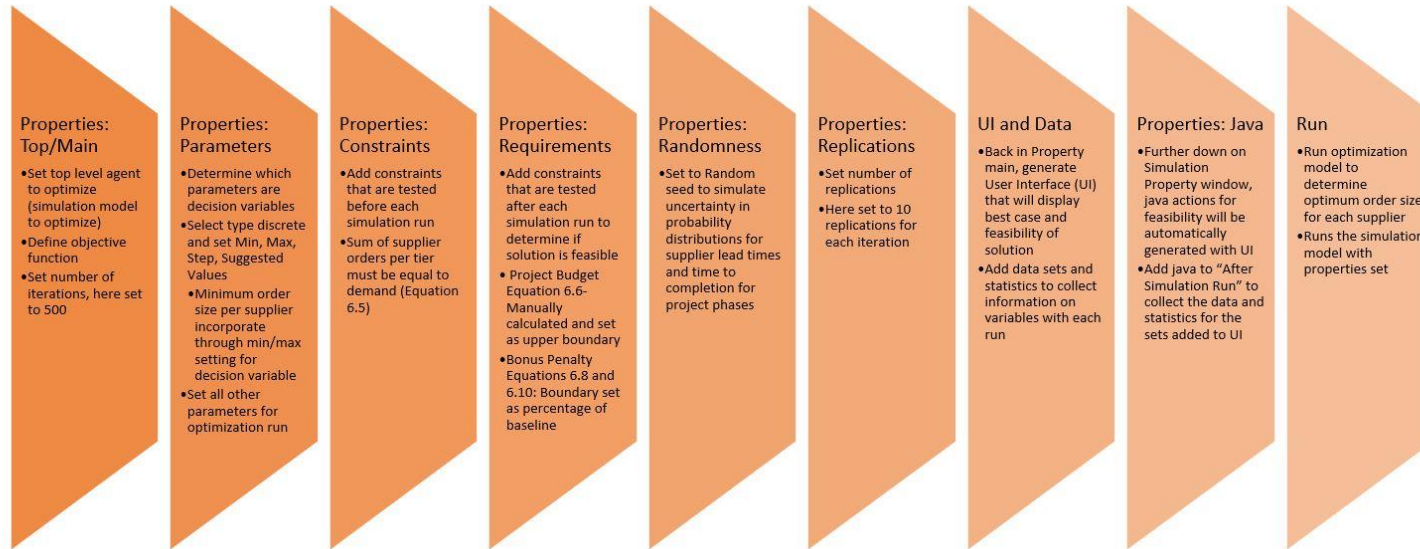 Properties:
Top/Main
•Set top level agent
to optimize
(simulation model
to optimize)
•Define objective
function
•Set number of
iterations, here set
to 500
Properties:
Parameters
•Determine which
parameters are
decision variables
•Select type discrete
and set Min, Max,
Step, Suggested
Values
•Minimum order
size per supplier
incorporate
through min/max
setting for
decision variable
•Set all other
parameters for
optimization run
Properties:
Constraints
•Add constraints
that are tested
before each
simulation run
•Sum of supplier
orders per tier
must be equal to
demand (Equation
6.5)
Properties:
Requirements
•Add constraints
that are tested
after each
simulation run to
determine if
solution is feasible
• Project Budget
Equation 6.6-
Manually
calculated and set
as upper boundary
•Bonus Penalty
Equations 6.8 and
6.10: Boundary set
as percentage of
baseline
Properties:
Randomness
•Set to Random
seed to simulate
uncertainty in
probability
distributions for
supplier lead times
and time to
completion for
project phases
Properties:
Replications
•Set number of
replications
•Here set to 10
replications for
each iteration
UI and Data
•Back in Property
main, generate
User Interface (UI)
that will display
best case and
feasibility of
solution
•Add data sets and
statistics to collect
information on
variables with each
run
Properties: Java
•Further down on
Simulation
Property window,
java actions for
feasibility will be
automatically
generated with UI
•Add java to “After
Simulation Run” to
collect the data and
statistics for the
sets added to UI
Run
•Run optimization
model to
determine
optimum order size
for each supplier
•Runs the simulation
model with
properties set